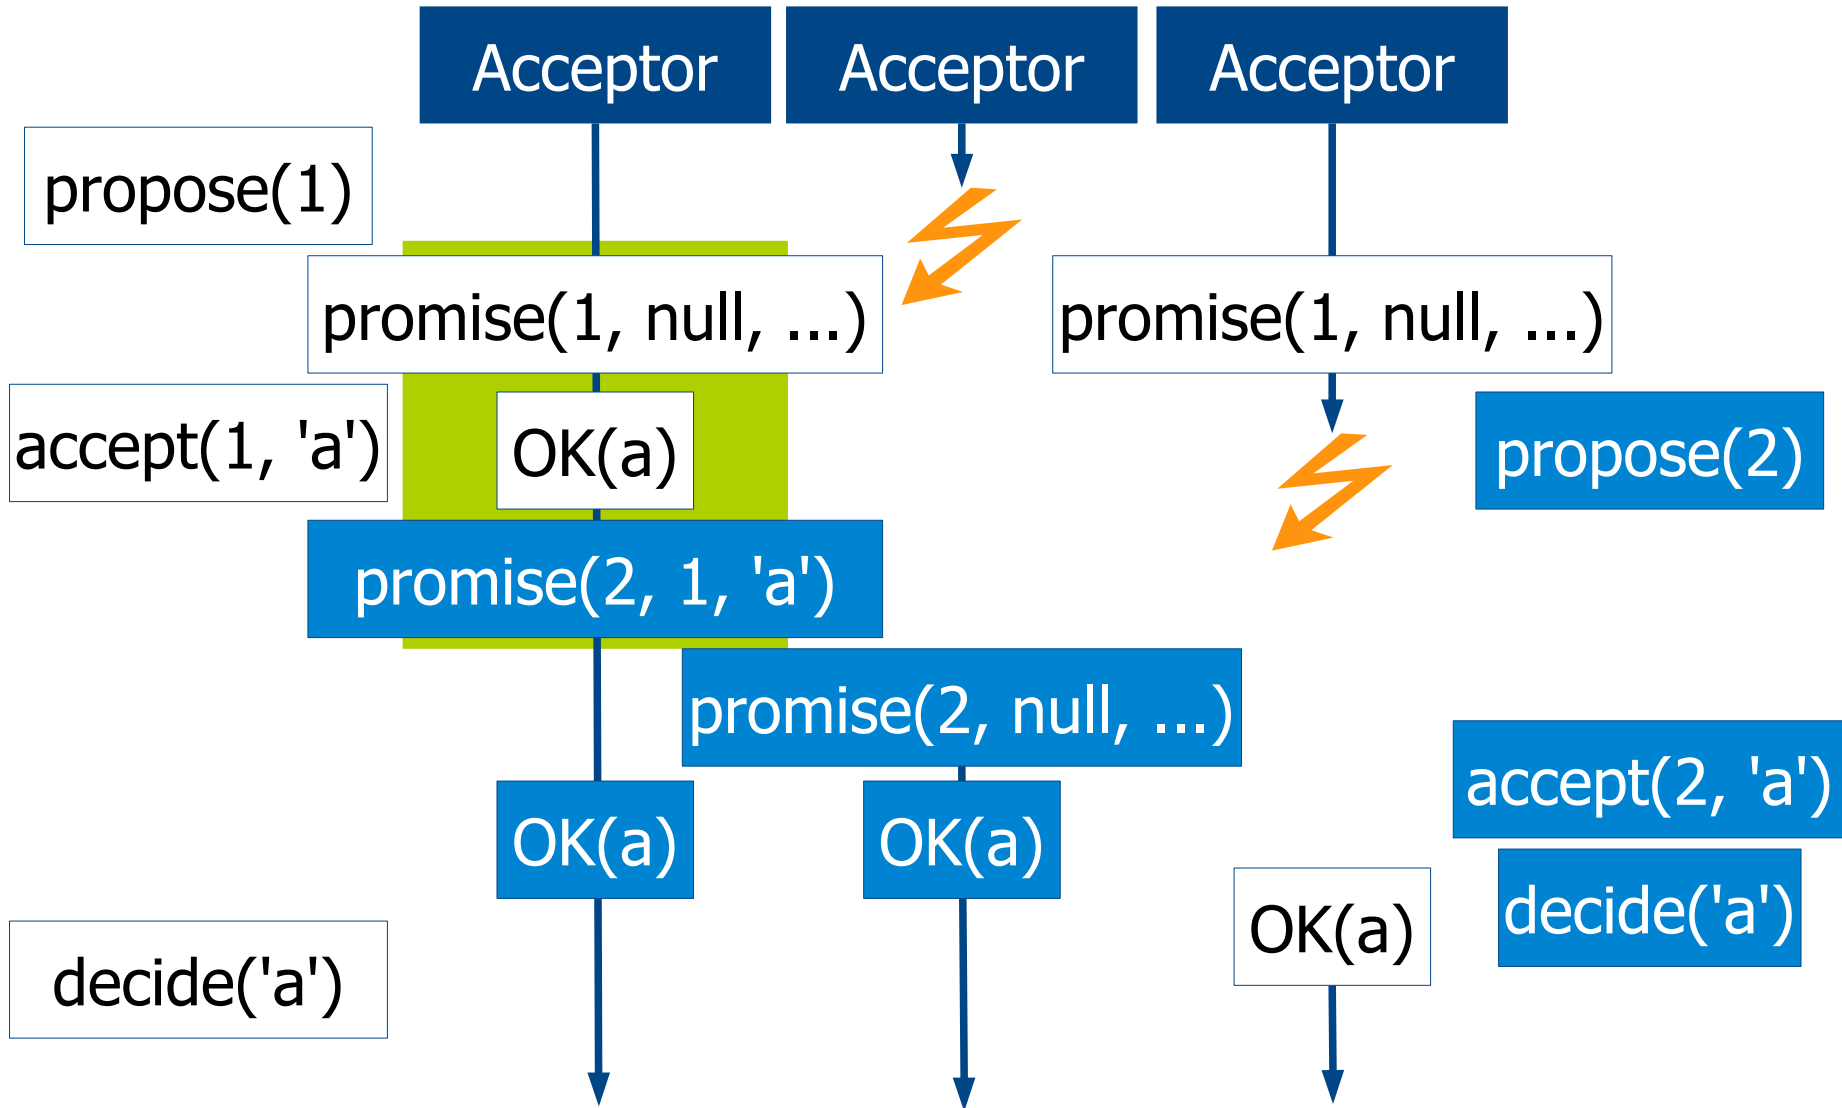 Acceptor
Acceptor
Acceptor
propose(1)
promise(1, null, ...)
promise(1, null, ...)
accept(1, 'a')
OK(a)
propose(2)
promise(2, 1, 'a')
promise(2, null, ...)
accept(2, 'a')
OK(a)
OK(a)
decide('a')
OK(a)
decide('a')